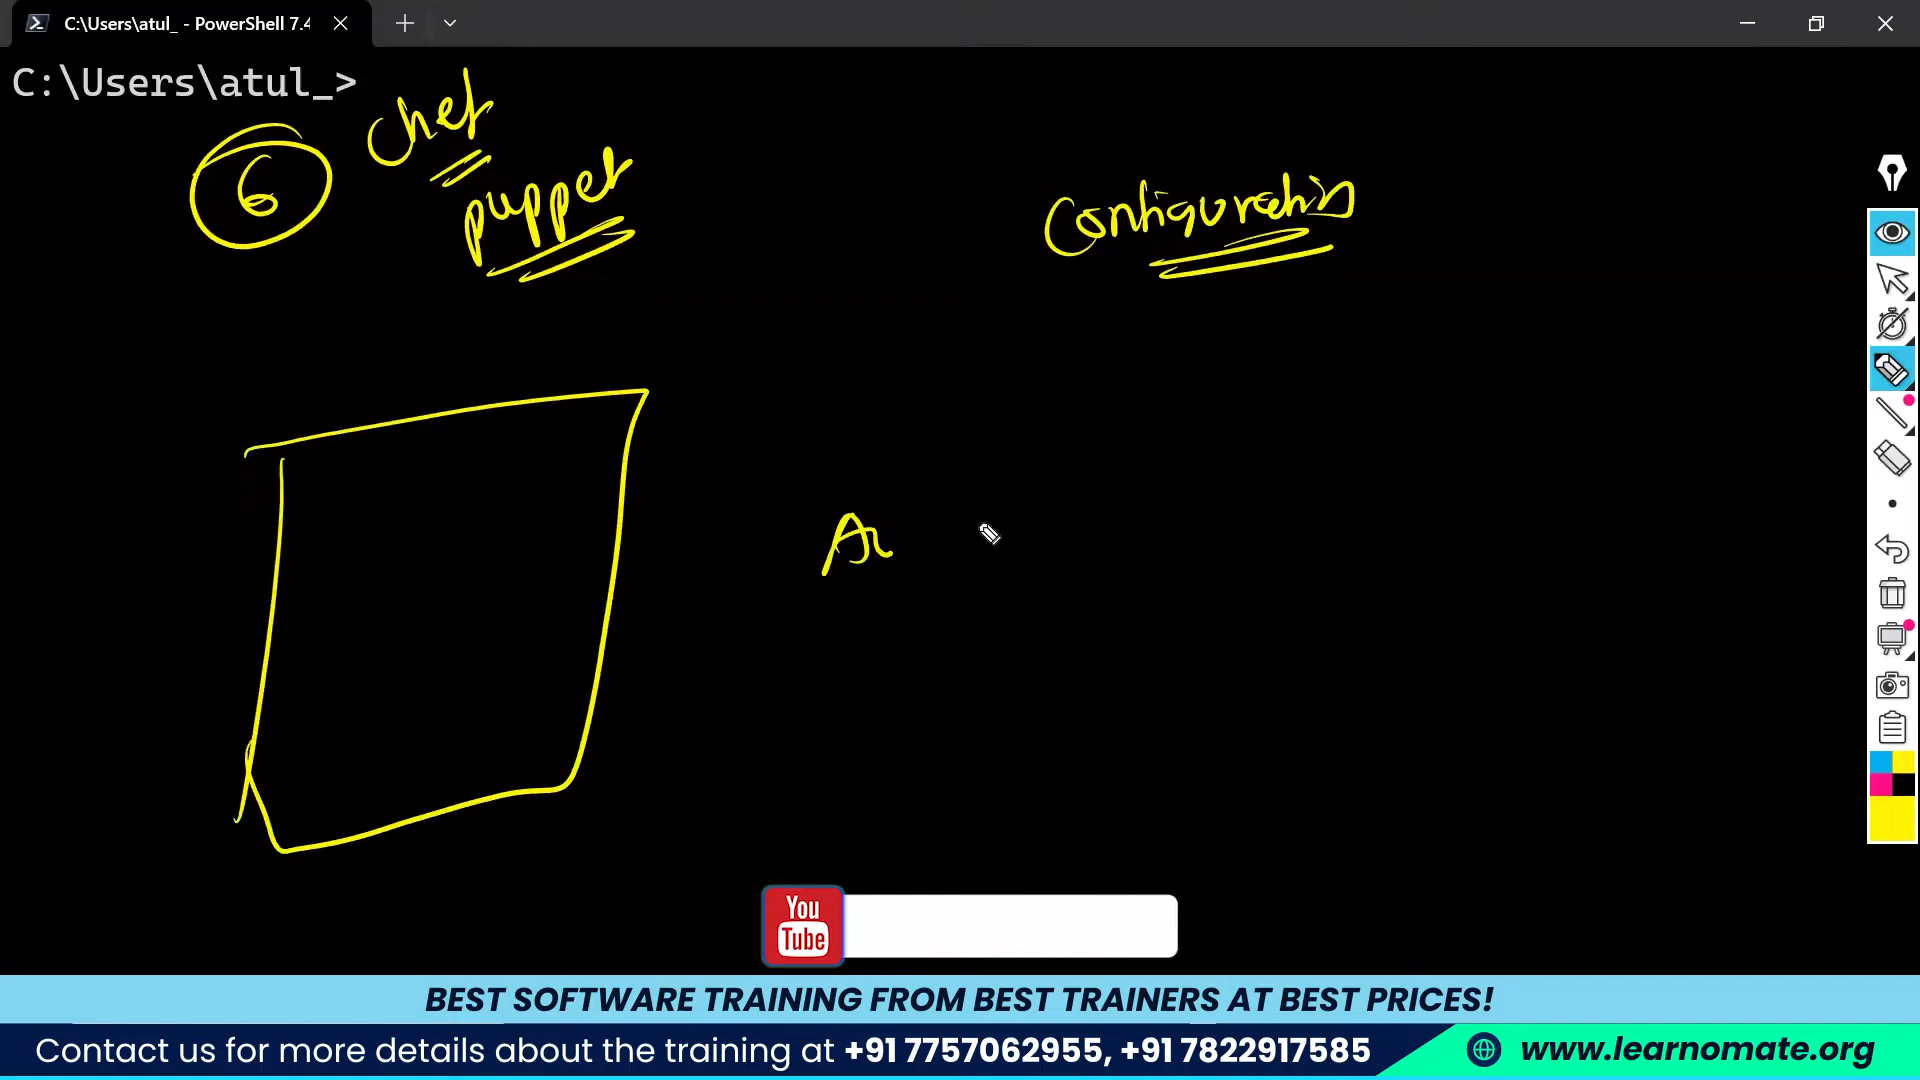 C:\Users\atul_ - PowerShell 7.4
C:\Users\atul_>
6
Chef
puppet
Configuration
You
Tube
BEST SOFTWARE TRAINING FROM BEST TRAINERS AT BEST PRICES!
Contact us for more details about the training at +91 7757062955, +91 7822917585
www.learnomate.org